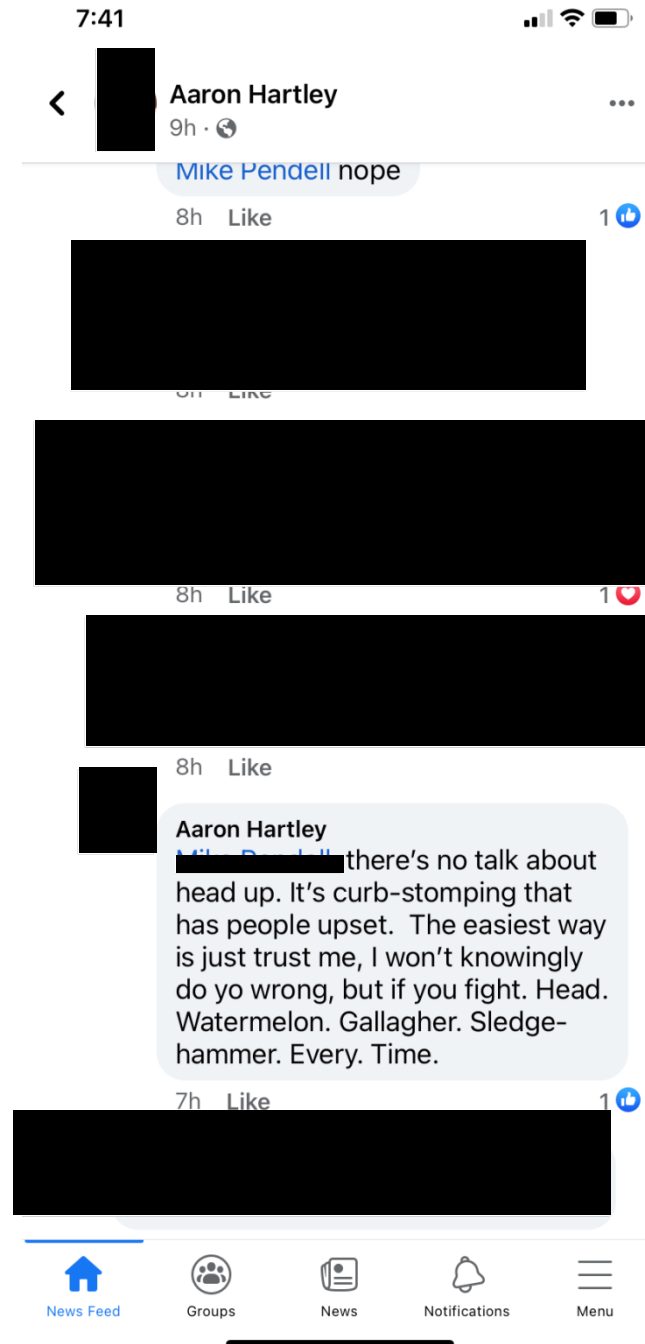 7:41
Aaron Hartley
9h ·
Mike Pendell nope
8h Like
1
8h Like
8h Like
1
8h Like
Aaron Hartley
there's no talk about
head up. It's curb-stomping that
has people upset.  The easiest way
is just trust me, I won't knowingly
do yo wrong, but if you fight. Head.
Watermelon. Gallagher. Sledge-
hammer. Every. Time.
7h Like
1
News Feed
Groups
News
Notifications
Menu